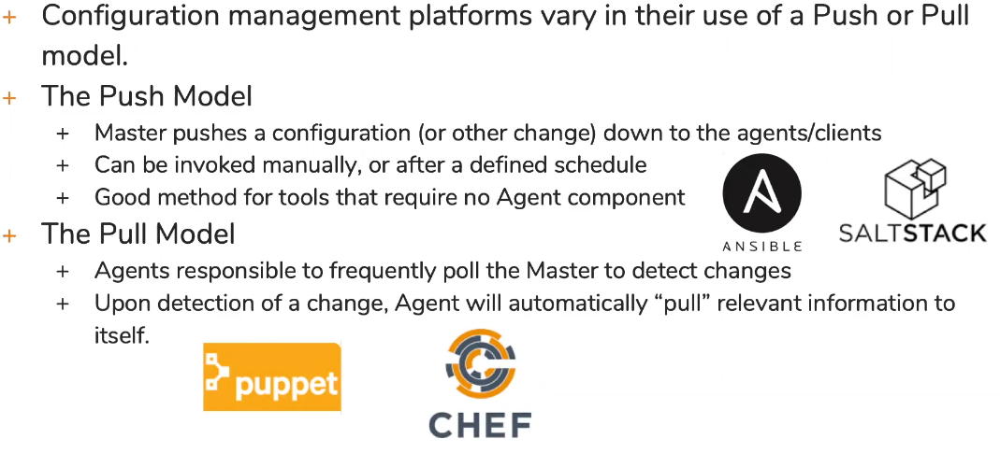 + Configuration management platforms vary in their use of a Push or Pull
model.
+ The Push Model
+ Master pushes a configuration (or other change) down to the agents/clients
+ Can be invoked manually, or after a defined schedule
+ Good method for tools that require no Agent component
ANSIBLE
SALTSTACK
+ The Pull Model
+ Agents responsible to frequently poll the Master to detect changes
+ Upon detection of a change, Agent will automatically “pull” relevant information to
itself.
puppet
CHEF